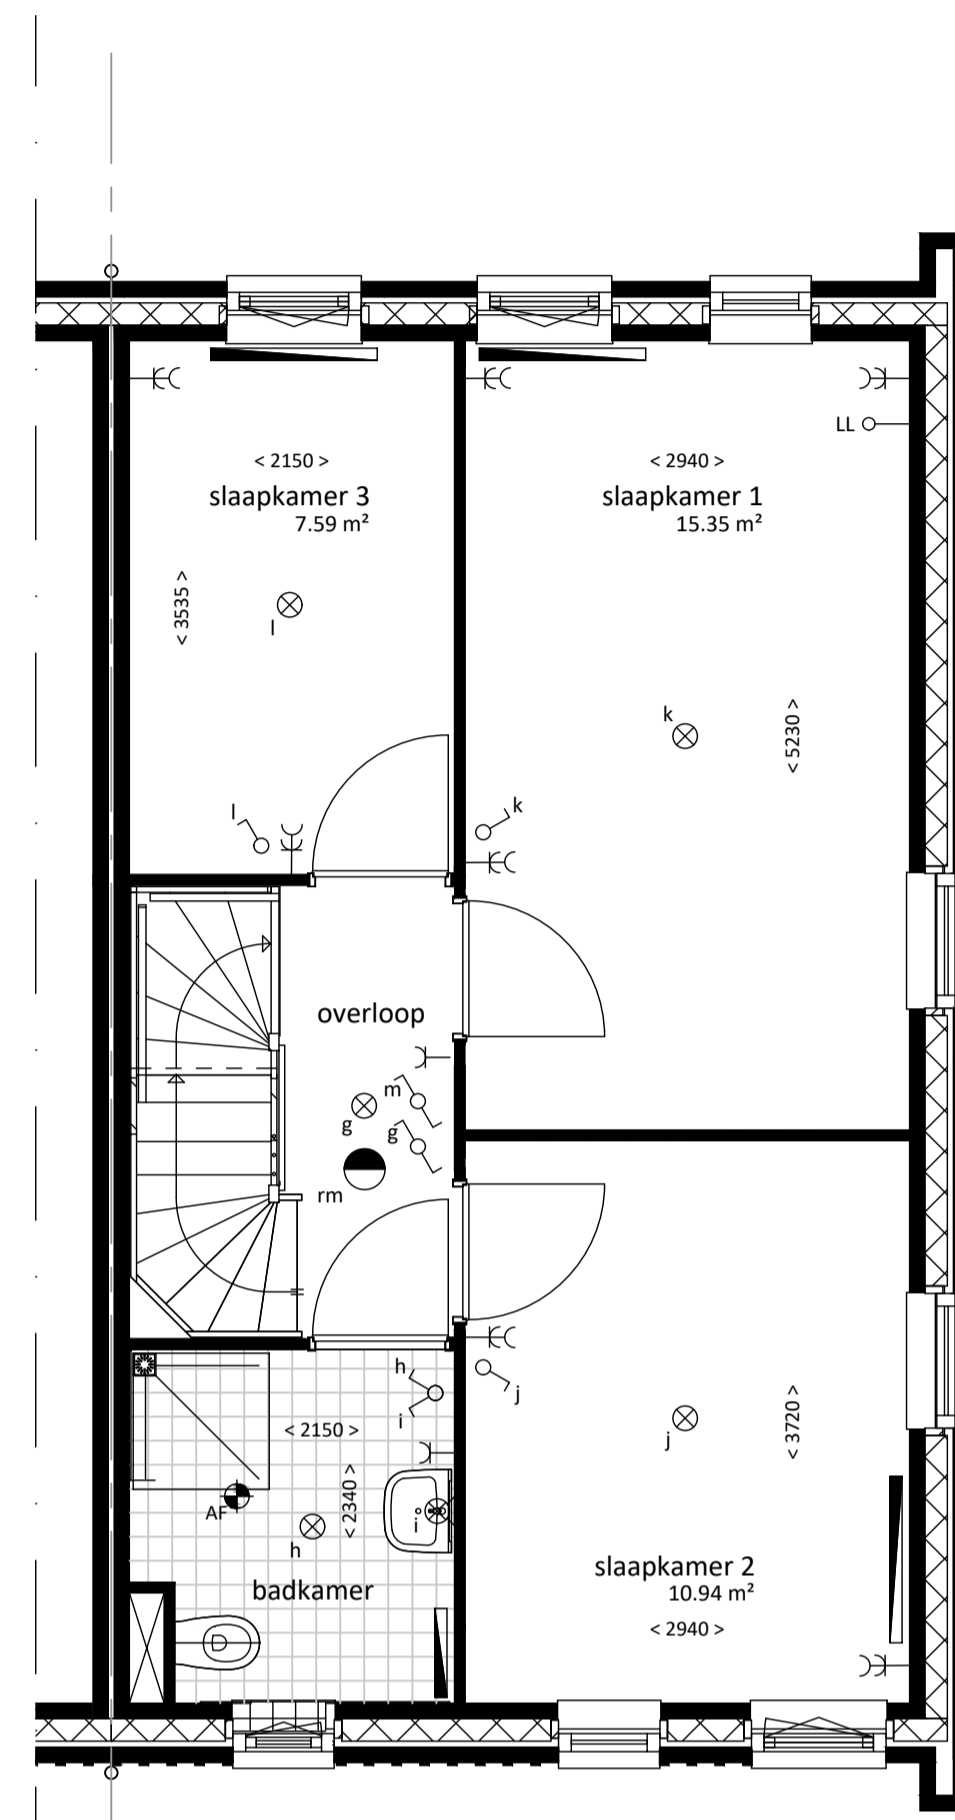 LL
< 2150 >
slaapkamer 3
7.59 m²
< 2940 >
slaapkamer 1
15.35 m²
< 3535 >
l
k
< 5230 >
l
k
overloop
m
g
g
rm
h
i
j
< 2150 >
< 2340 >
< 3720 >
j
AF
i
h
badkamer
slaapkamer 2
10.94 m²
< 2940 >